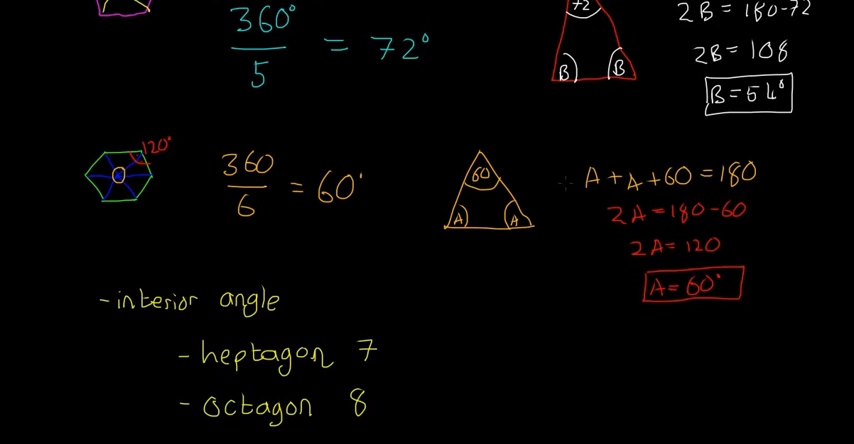 360°
5
= 72°
72
B B
2B = 180-72
2B = 108
B = 54°
120°
360
6
= 60°
60
A A
A + A + 60 = 180
2A = 180 - 60
2A = 120
A = 60°
- interior angle
- heptagon 7
- octagon 8